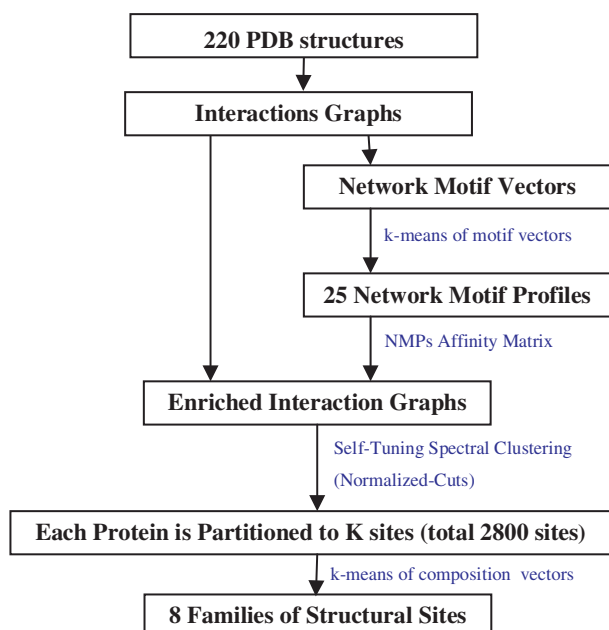 220 PDB structures
Interactions Graphs
Network Motif Vectors
k-means of motif vectors
25 Network Motif Profiles
NMPs Affinity Matrix
Enriched Interaction Graphs
Self-Tuning Spectral Clustering
(Normalized-Cuts)
Each Protein is Partitioned to K sites (total 2800 sites)
k-means of composition vectors
8 Families of Structural Sites